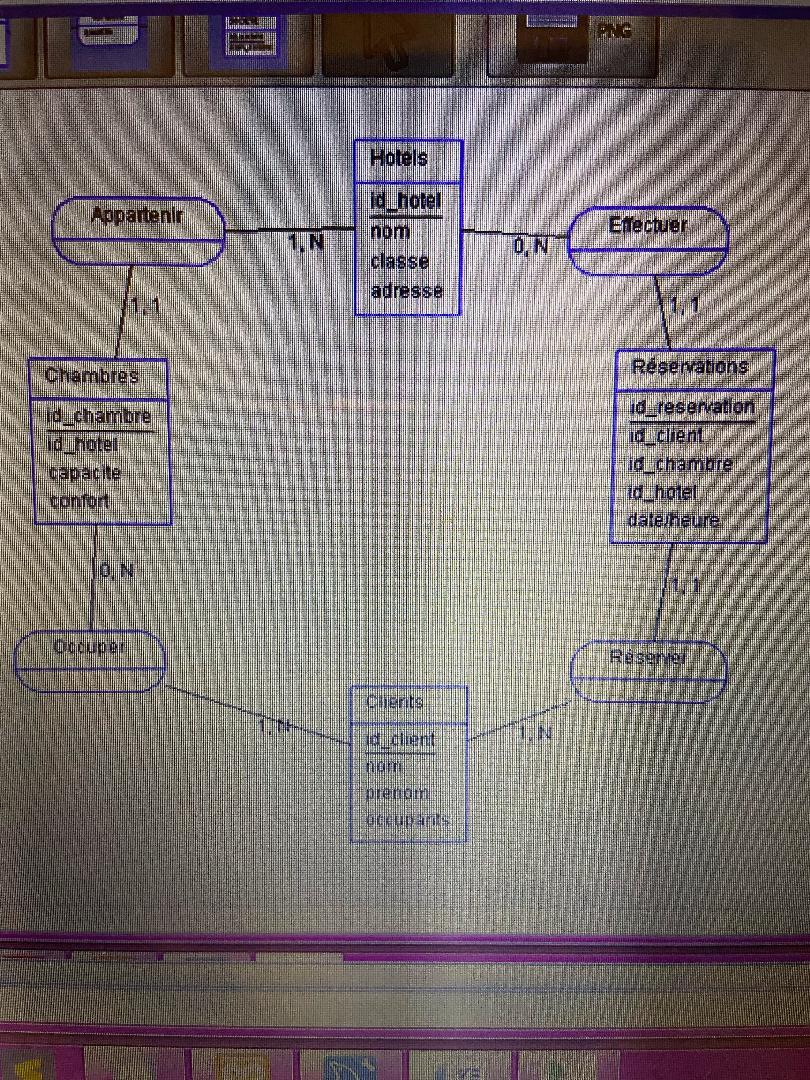 PNG
Hotels
id_hotel
nom
classe
adresse
Appartenir
1, N
0, N
Effectuer
1,1
1,1
Chambres
id_chambre
id_hotel
capacite
confort
Réservations
id_reservation
id_client
id_chambre
id_hotel
date/heure
0, N
1,1
Occuper
Réserver
1, N
1, N
Clients
id_client
nom
prenom
occupants